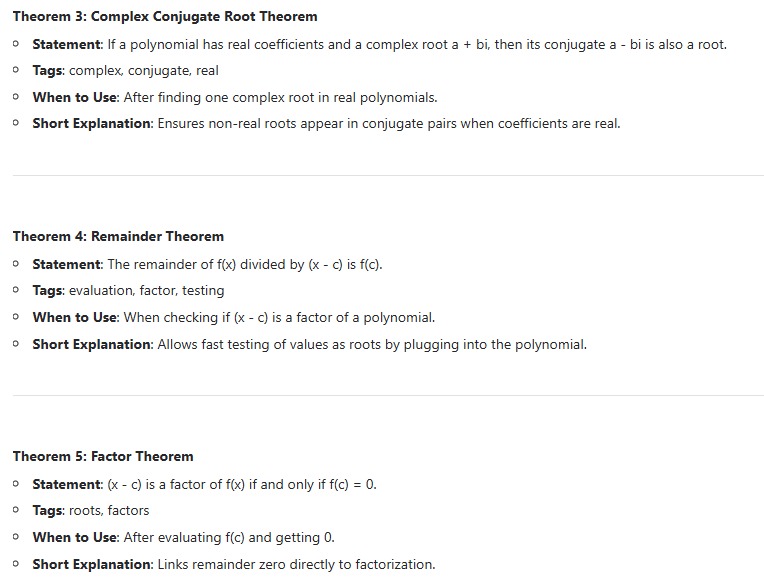 Theorem 3: Complex Conjugate Root Theorem
Statement: If a polynomial has real coefficients and a complex root a + bi, then its conjugate a - bi is also a root.
Tags: complex, conjugate, real
When to Use: After finding one complex root in real polynomials.
Short Explanation: Ensures non-real roots appear in conjugate pairs when coefficients are real.
Theorem 4: Remainder Theorem
Statement: The remainder of f(x) divided by (x - c) is f(c).
Tags: evaluation, factor, testing
When to Use: When checking if (x - c) is a factor of a polynomial.
Short Explanation: Allows fast testing of values as roots by plugging into the polynomial.
Theorem 5: Factor Theorem
Statement: (x - c) is a factor of f(x) if and only if f(c) = 0.
Tags: roots, factors
When to Use: After evaluating f(c) and getting 0.
Short Explanation: Links remainder zero directly to factorization.